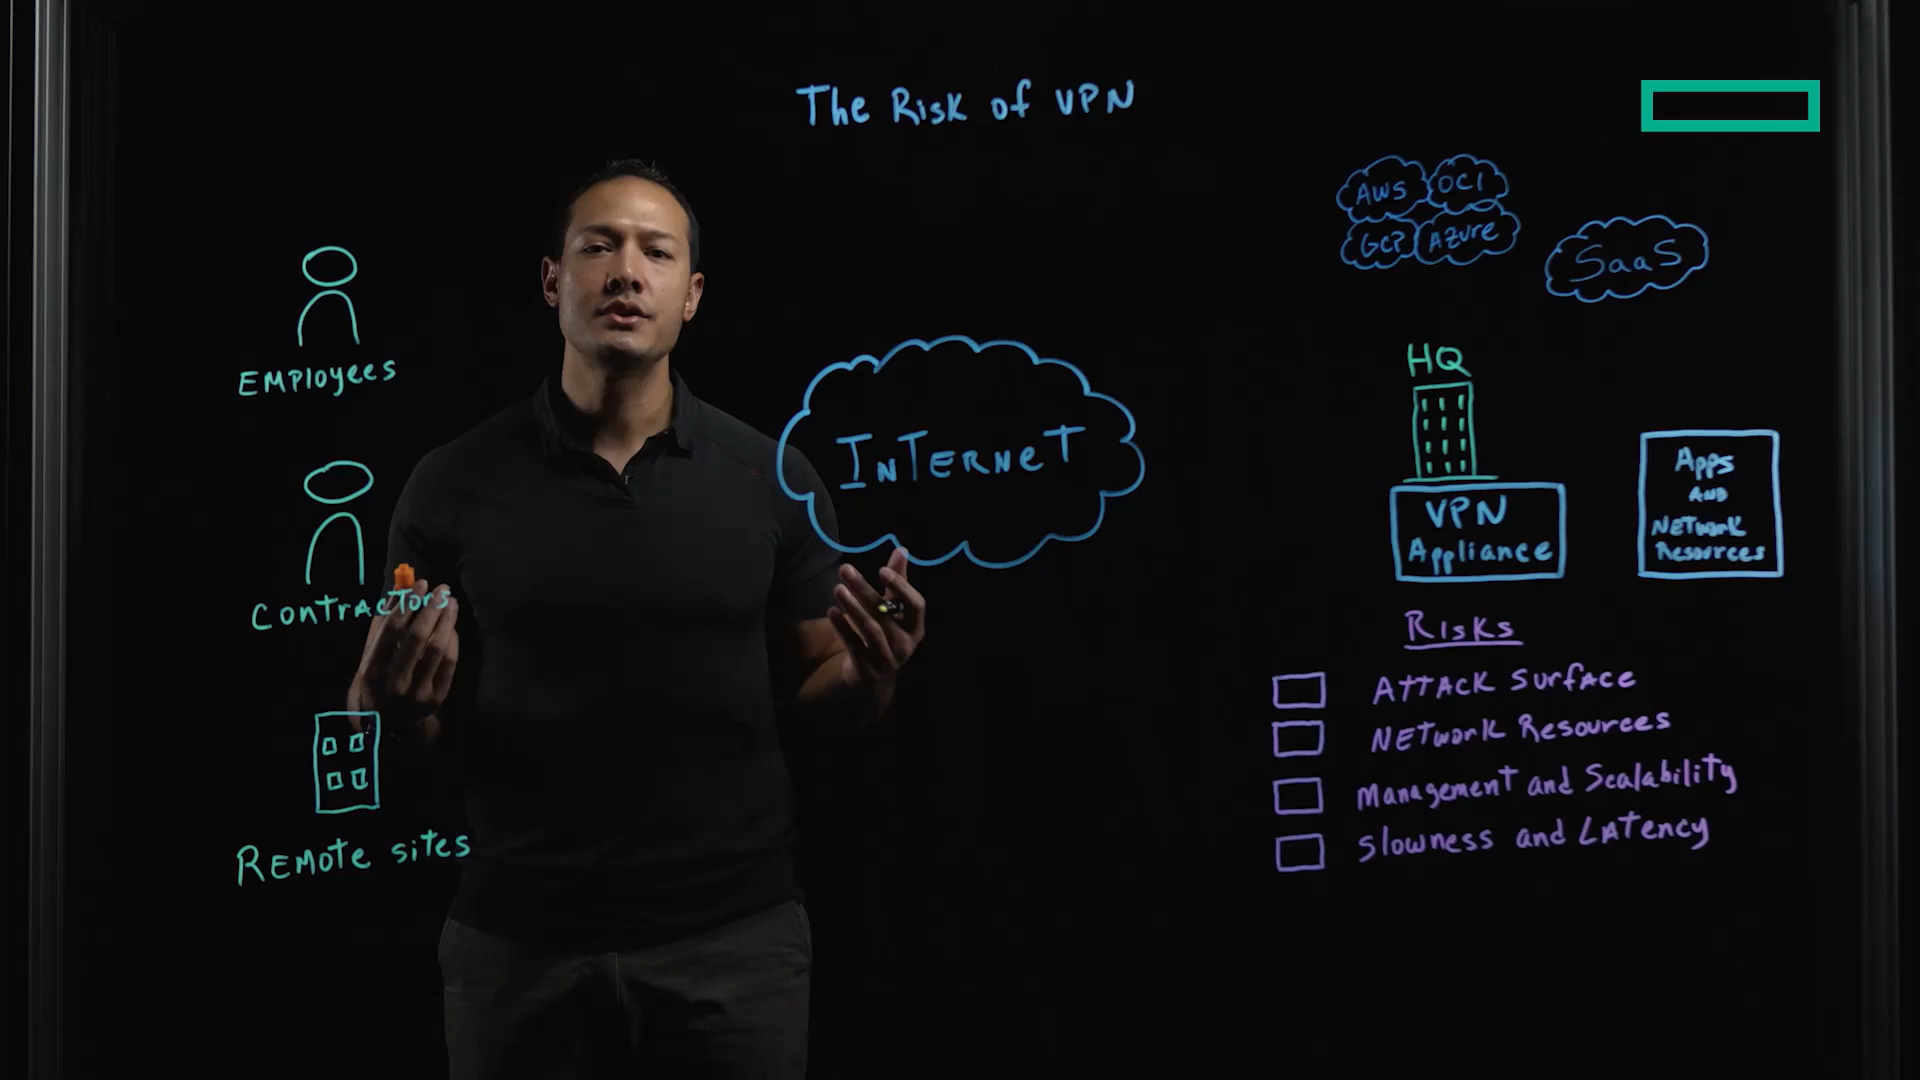 The Risk of VPN
AWS
OCI
GCP
AZure
SaaS
EMPloyees
HQ
INTERNeT
VPN
Appliance
Apps
AND
NETwork
Resources
ContrACTors
Risks
ATTACK Surface
NETwork Resources
Management and Scalability
Slowness and LATency
REMoTe sites